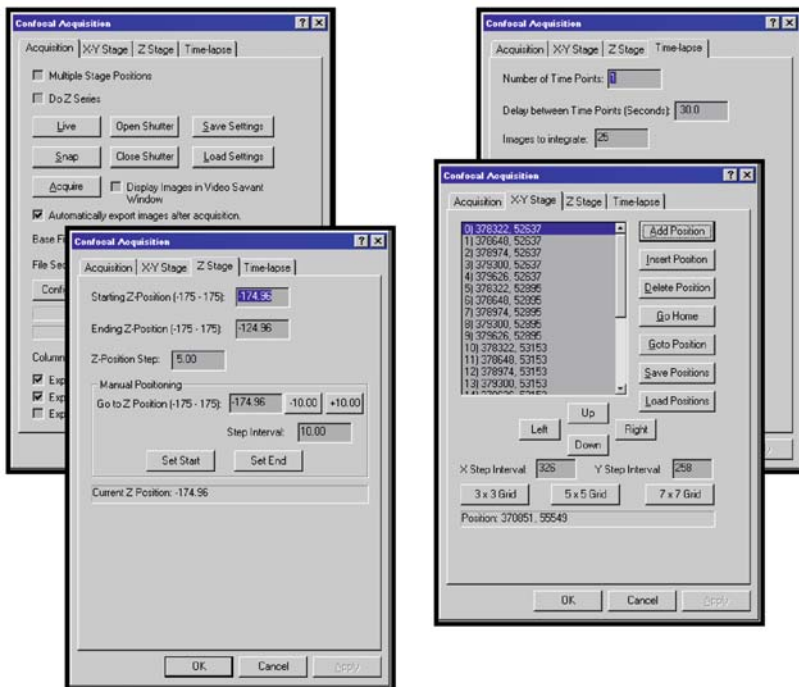 Confocal Acquisition
Acquisition X-Y Stage Z Stage Time-lapse
Multiple Stage Positions
Do Z Series
Live Open Shutter Save Settings
Snap Close Shutter Load Settings
Acquire Display Images in Video Savant
Window
Automatically export images after acquisition.
Base Fi
File Sec
Confi
Column
Exp
Exp
Exp
Confocal Acquisition
Acquisition X-Y Stage Z Stage Time-lapse
Starting Z-Position (-175 - 175): -174.96
Ending Z-Position (-175 - 175): -124.96
Z-Position Step: 5.00
Manual Positioning
Go to Z Position (-175 - 175): -174.96 -10.00 +10.00
Step Interval: 10.00
Set Start Set End
Current Z Position: -174.96
OK Cancel Apply
Confocal Acquisition
Acquisition X-Y Stage Z Stage Time-lapse
Number of Time Points: 1
Delay between Time Points (Seconds): 30.0
Images to integrate: 25
Confocal Acquisition
Acquisition X-Y Stage Z Stage Time-lapse
0) 378322, 52637
1) 378648, 52637
2) 378974, 52637
3) 379300, 52637
4) 379626, 52637
5) 378322, 52895
6) 378648, 52895
7) 378974, 52895
8) 379300, 52895
9) 379626, 52895
10) 378322, 53153
11) 378648, 53153
12) 378974, 53153
13) 379300, 53153
Add Position
Insert Position
Delete Position
Go Home
Goto Position
Save Positions
Load Positions
Up
Left Right
Down
X Step Interval: 326 Y Step Interval: 258
3 x 3 Grid 5 x 5 Grid 7 x 7 Grid
Position: 370851, 55549
OK Cancel Apply